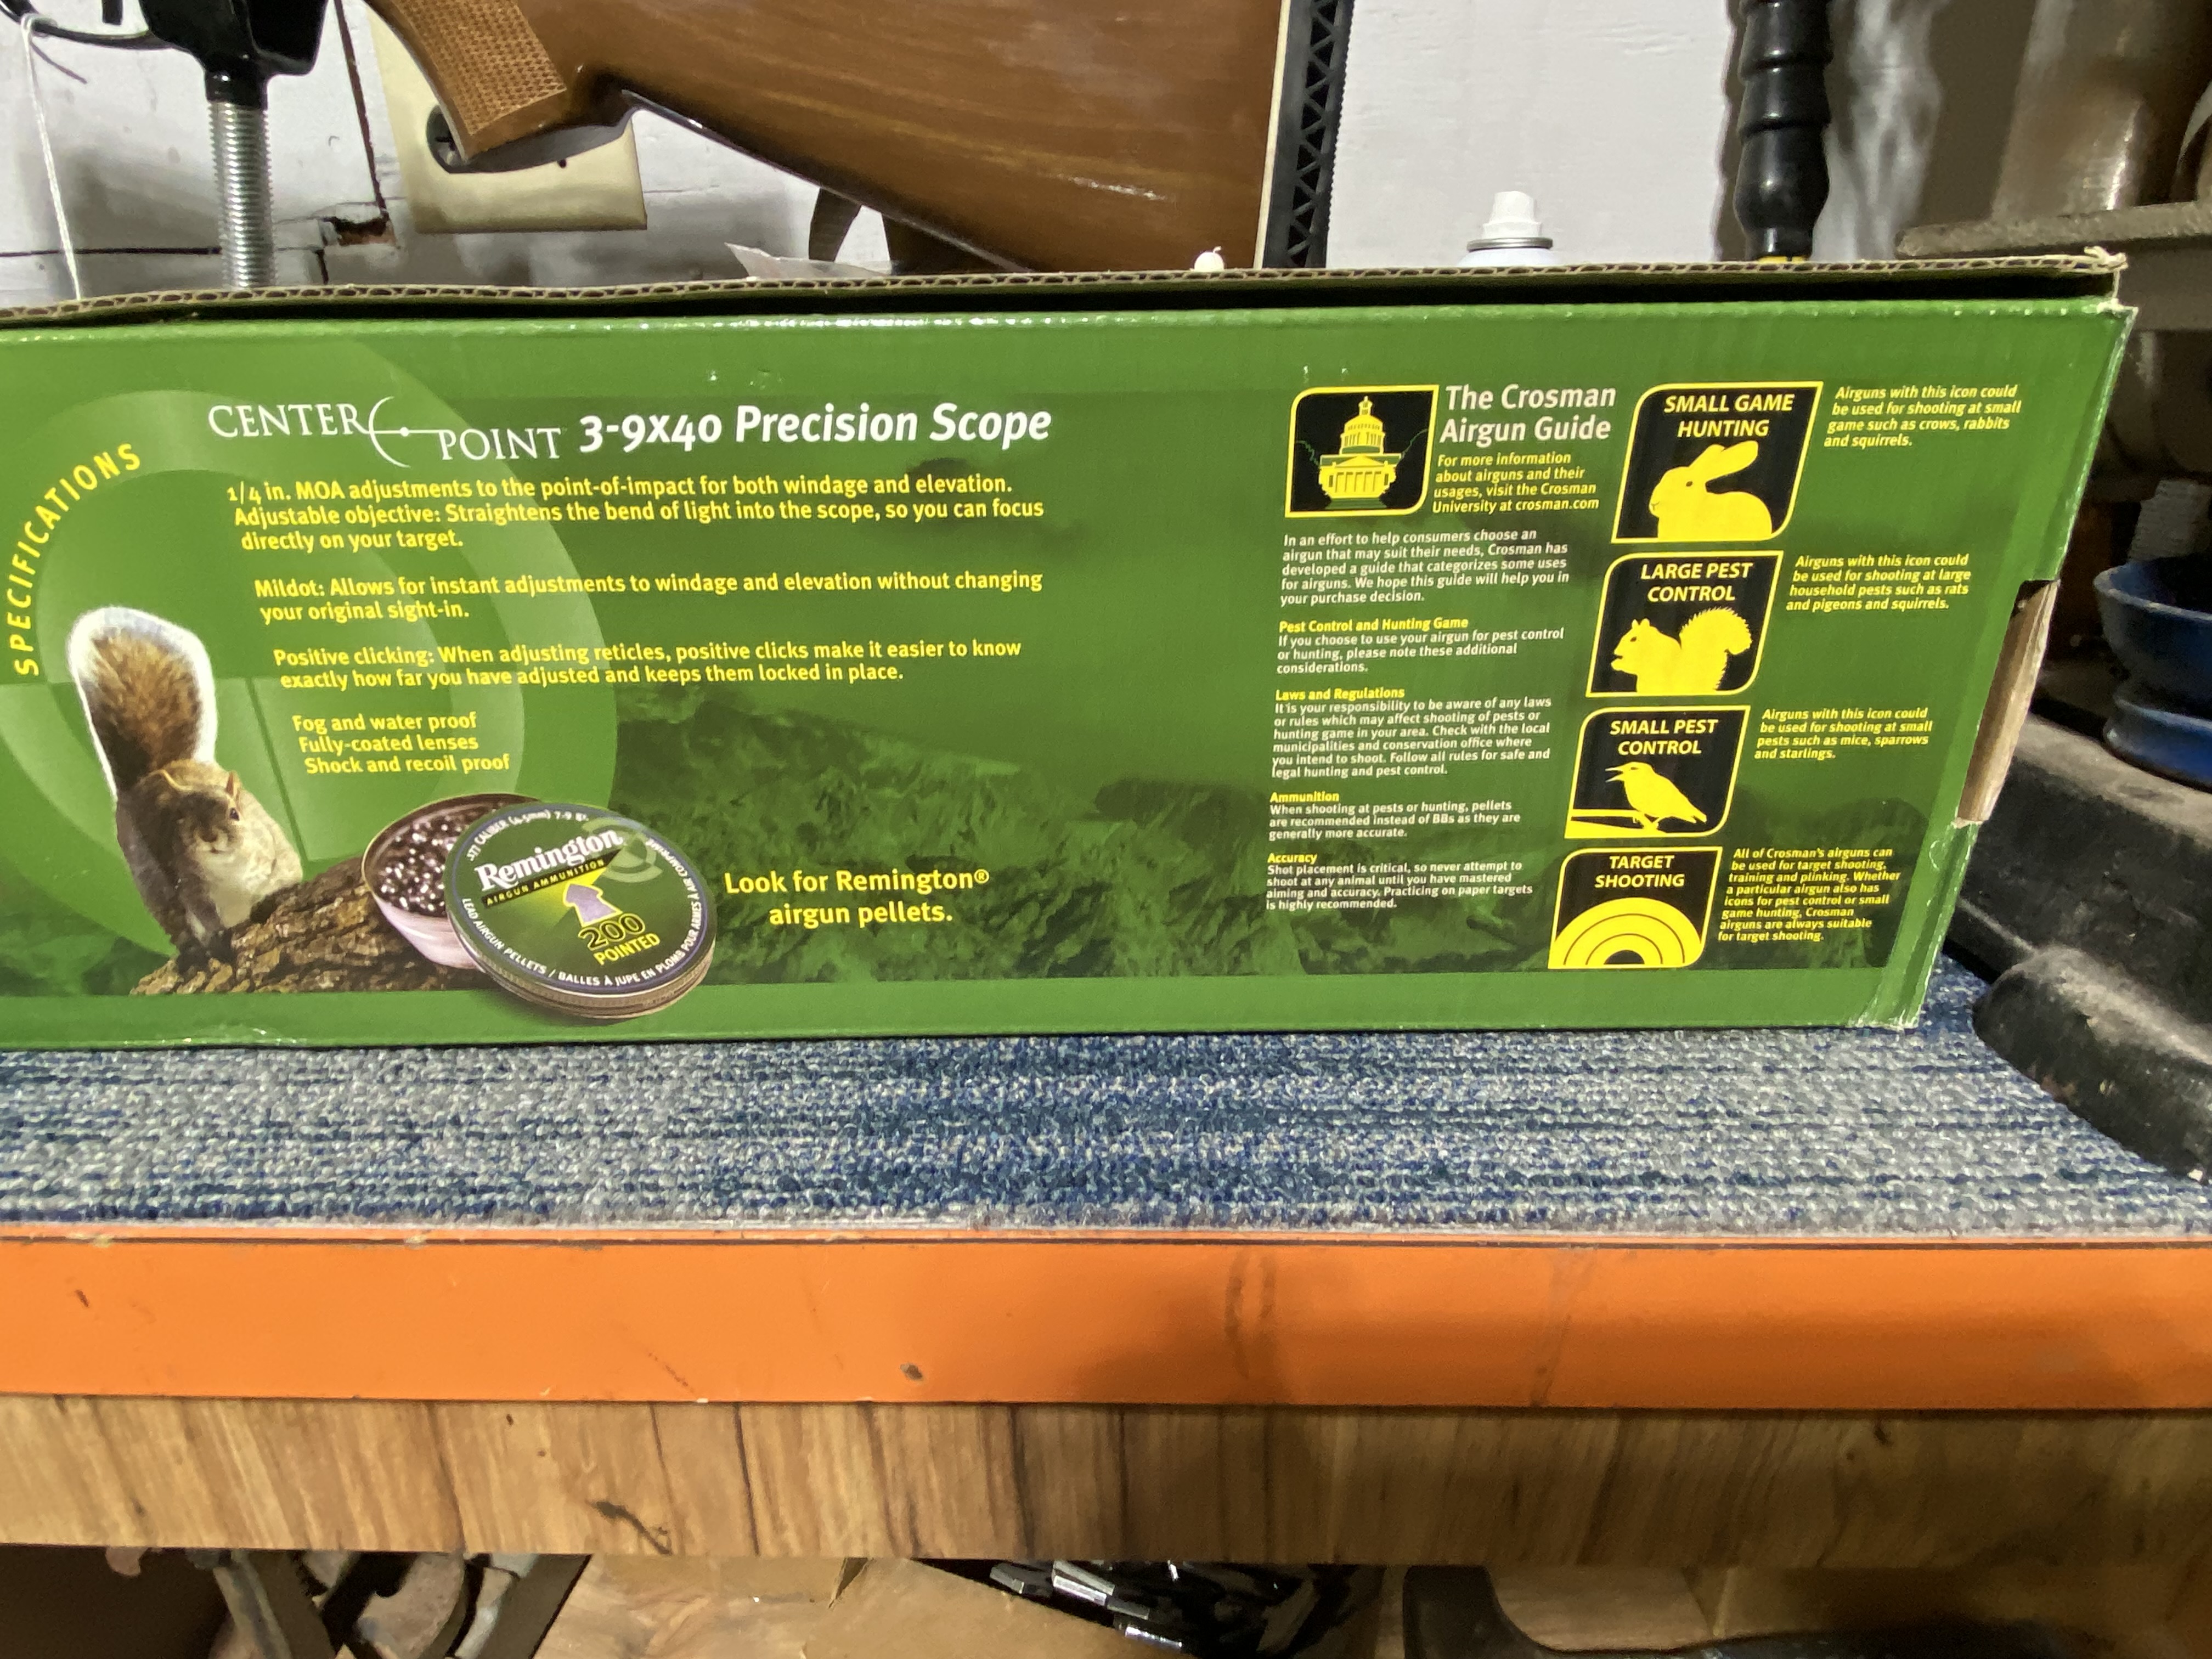 SPECIFICATIONS
CENTER POINT 3-9x40 Precision Scope
1/4 in. MOA adjustments to the point-of-impact for both windage and elevation.
Adjustable objective: Straightens the bend of light into the scope, so you can focus
directly on your target.
Mildot: Allows for instant adjustments to windage and elevation without changing
your original sight-in.
Positive clicking: When adjusting reticles, positive clicks make it easier to know
exactly how far you have adjusted and keeps them locked in place.
Fog and water proof
Fully-coated lenses
Shock and recoil proof
.177 CALIBER (4.5mm) 7.9 gr.
Remington
AIRGUN AMMUNITION
200
POINTED
LEAD AIRGUN PELLETS / BALLES À JUPE EN PLOMB POUR ARMES À AIR COMPRIMÉ
Look for Remington®
airgun pellets.
The Crosman
Airgun Guide
For more information
about airguns and their
usages, visit the Crosman
University at crosman.com
In an effort to help consumers choose an
airgun that may suit their needs, Crosman has
developed a guide that categorizes some uses
for airguns. We hope this guide will help you in
your purchase decision.
Pest Control and Hunting Game
If you choose to use your airgun for pest control
or hunting, please note these additional
considerations.
Laws and Regulations
It is your responsibility to be aware of any laws
or rules which may affect shooting of pests or
hunting game in your area. Check with the local
municipalities and conservation office where
you intend to shoot. Follow all rules for safe and
legal hunting and pest control.
Ammunition
When shooting at pests or hunting, pellets
are recommended instead of BBs as they are
generally more accurate.
Accuracy
Shot placement is critical, so never attempt to
shoot at any animal until you have mastered
aiming and accuracy. Practicing on paper targets
is highly recommended.
SMALL GAME
HUNTING
Airguns with this icon could
be used for shooting at small
game such as crows, rabbits
and squirrels.
LARGE PEST
CONTROL
Airguns with this icon could
be used for shooting at large
household pests such as rats
and pigeons and squirrels.
SMALL PEST
CONTROL
Airguns with this icon could
be used for shooting at small
pests such as mice, sparrows
and starlings.
TARGET
SHOOTING
All of Crosman's airguns can
be used for target shooting,
training and plinking. Whether
a particular airgun also has
icons for pest control or small
game hunting, Crosman
airguns are always suitable
for target shooting.